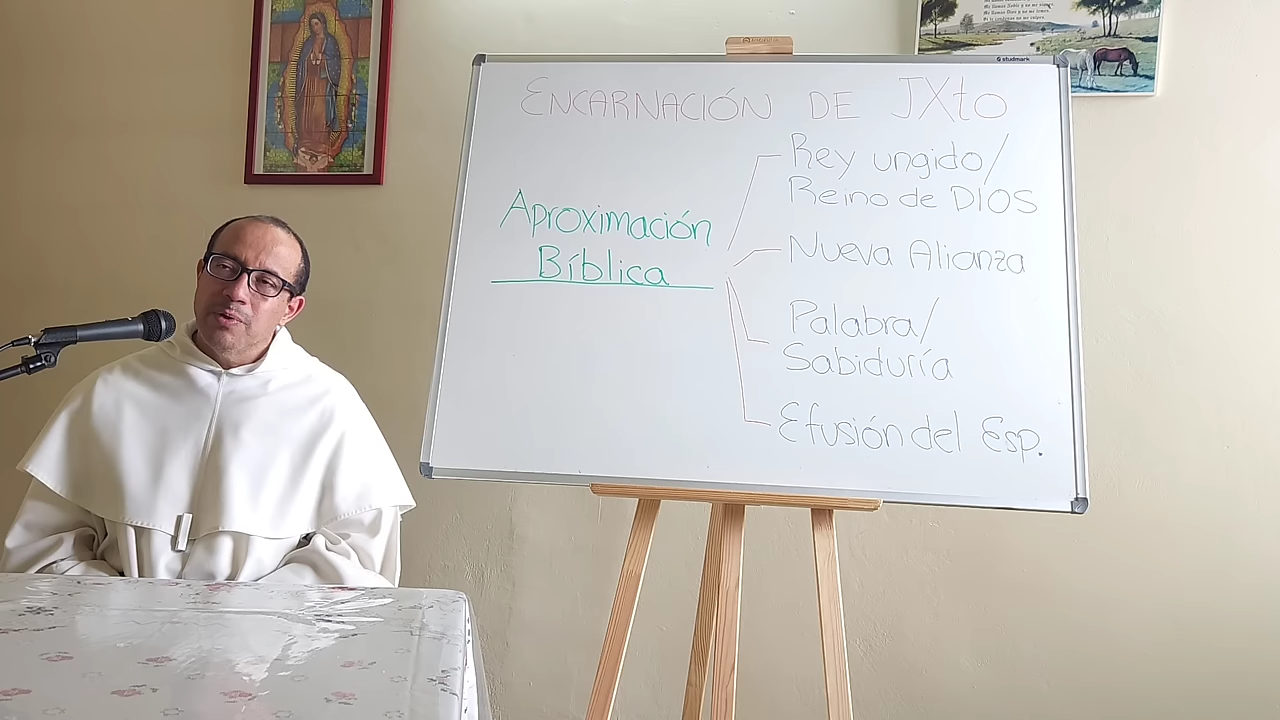 ENCARNACIÓN DE JXto
Aproximación
Bíblica
Rey ungido/
Reino de DIOS
Nueva Alianza
Palabra/
Sabiduría
Efusión del Esp.
studmark